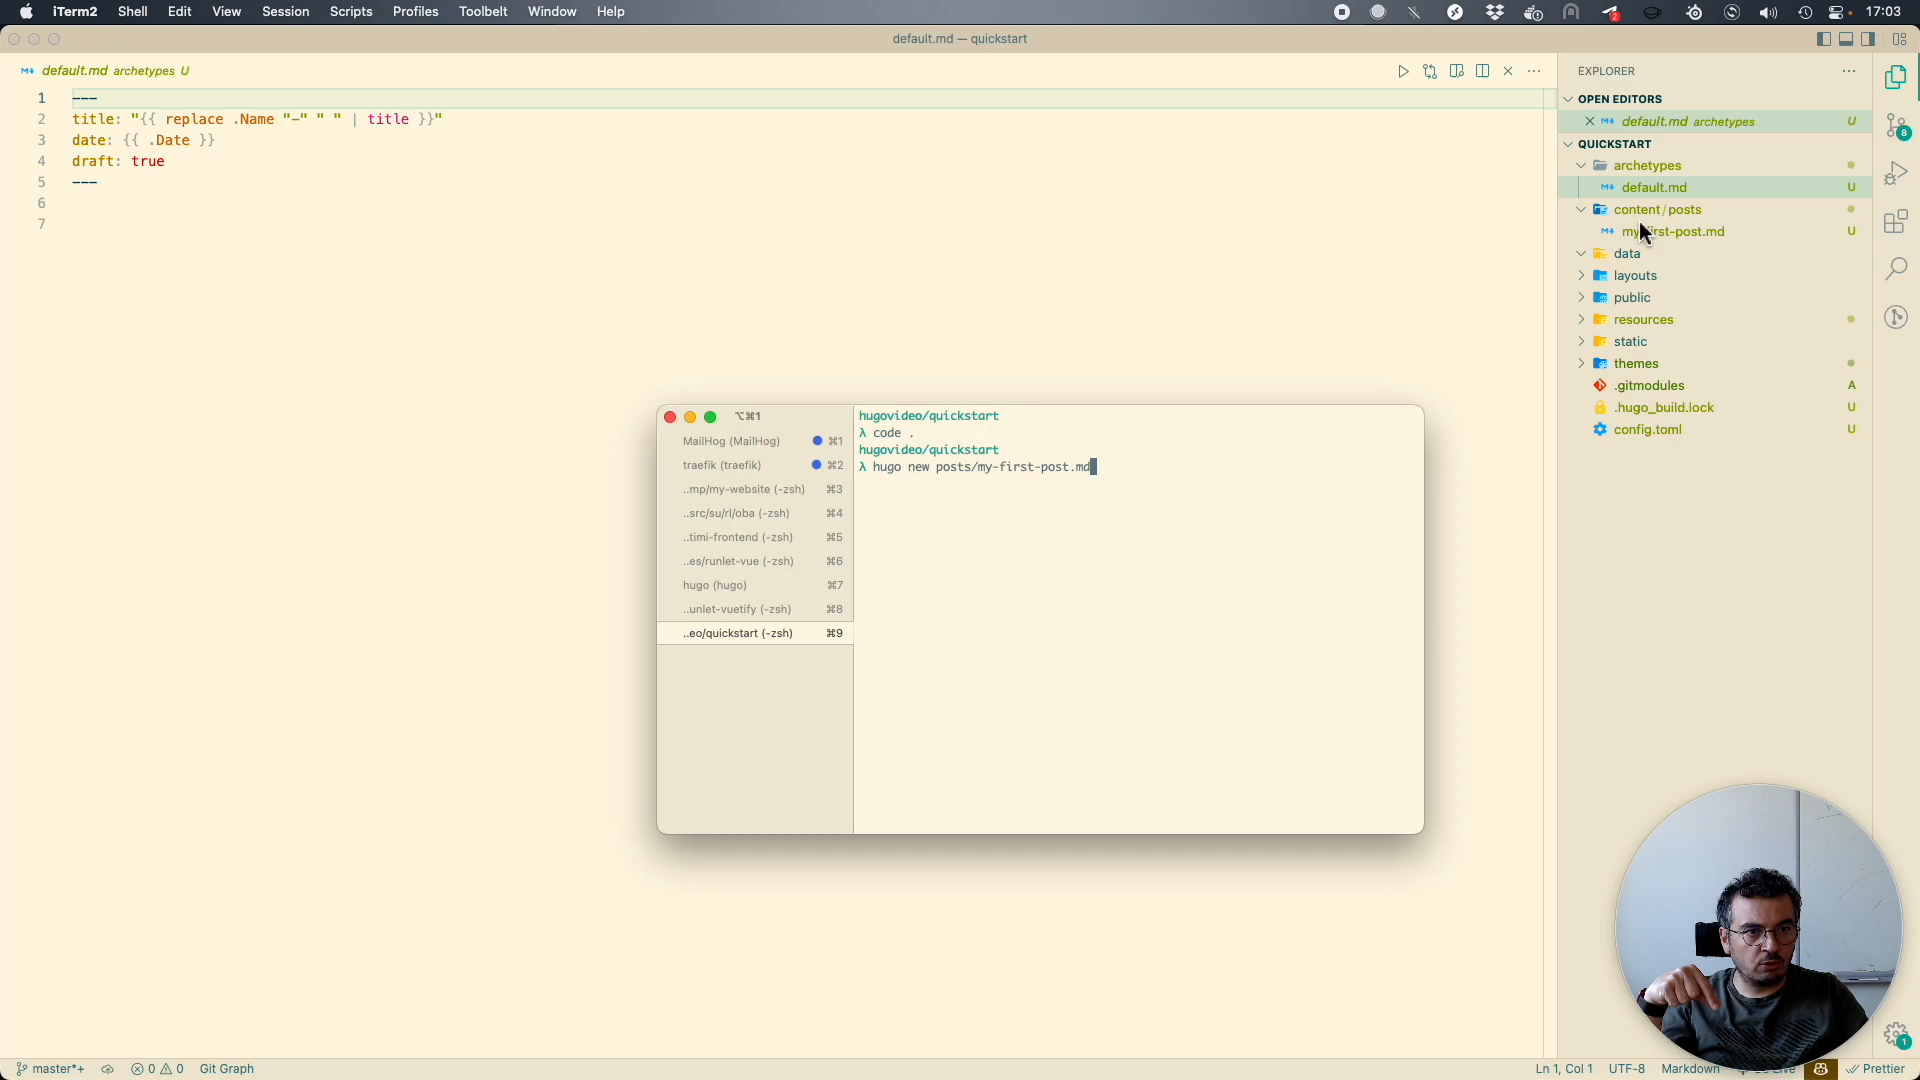 iTerm2 Shell Edit View Session Scripts Profiles Toolbelt Window Help 2 17:03
default.md — quickstart
default.md archetypes U
1 ---
2 title: "{{ replace .Name "-" " " | title }}"
3 date: {{ .Date }}
4 draft: true
5 ---
6
7
⌥⌘1
MailHog (MailHog) ⌘1
traefik (traefik) ⌘2
..mp/my-website (-zsh) ⌘3
..src/su/rl/oba (-zsh) ⌘4
..timi-frontend (-zsh) ⌘5
..es/runlet-vue (-zsh) ⌘6
hugo (hugo) ⌘7
..unlet-vuetify (-zsh) ⌘8
..eo/quickstart (-zsh) ⌘9
hugovideo/quickstart
λ code .
hugovideo/quickstart
λ hugo new posts/my-first-post.md
EXPLORER
OPEN EDITORS
default.md archetypes U
QUICKSTART
archetypes
default.md U
content / posts
my-first-post.md U
data
layouts
public
resources
static
themes
.gitmodules A
.hugo_build.lock U
config.toml U
8
1
master*+ 0 0 Git Graph Ln 1, Col 1 UTF-8 Markdown Live Prettier